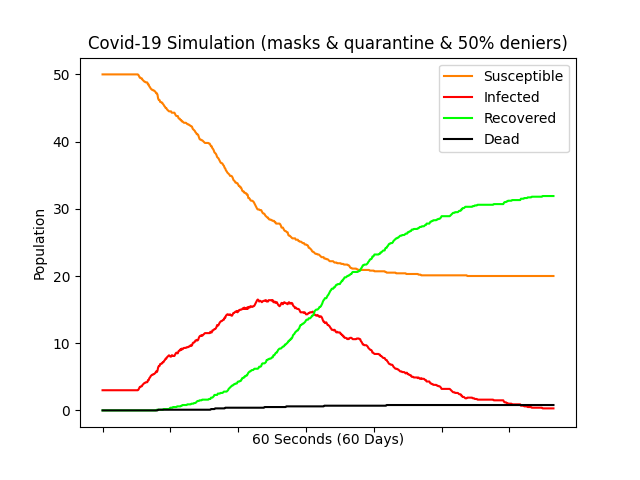 Covid-19 Simulation (masks & quarantine & 50% deniers)
Susceptible
Infected
Recovered
Dead
50
40
30
20
10
0
Population
60 Seconds (60 Days)